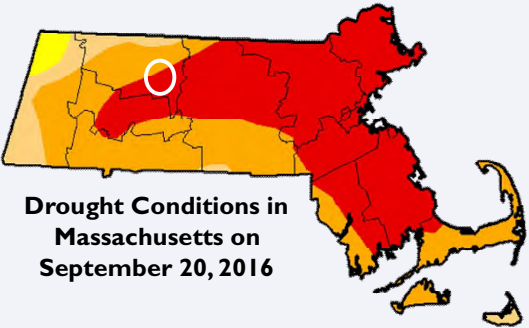 Drought Conditions in
Massachusetts on
September 20, 2016